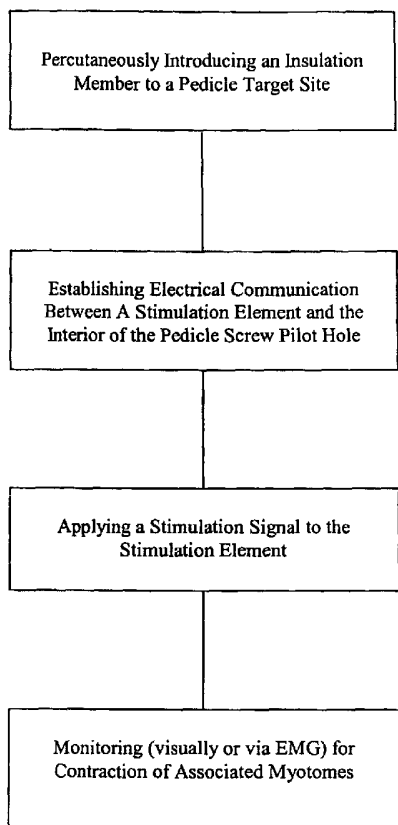 Percutaneously Introducing an Insulation
Member to a Pedicle Target Site
Establishing Electrical Communication
Between A Stimulation Element and the
Interior of the Pedicle Screw Pilot Hole
Applying a Stimulation Signal to the
Stimulation Element
Monitoring (visually or via EMG) for
Contraction of Associated Myotomes